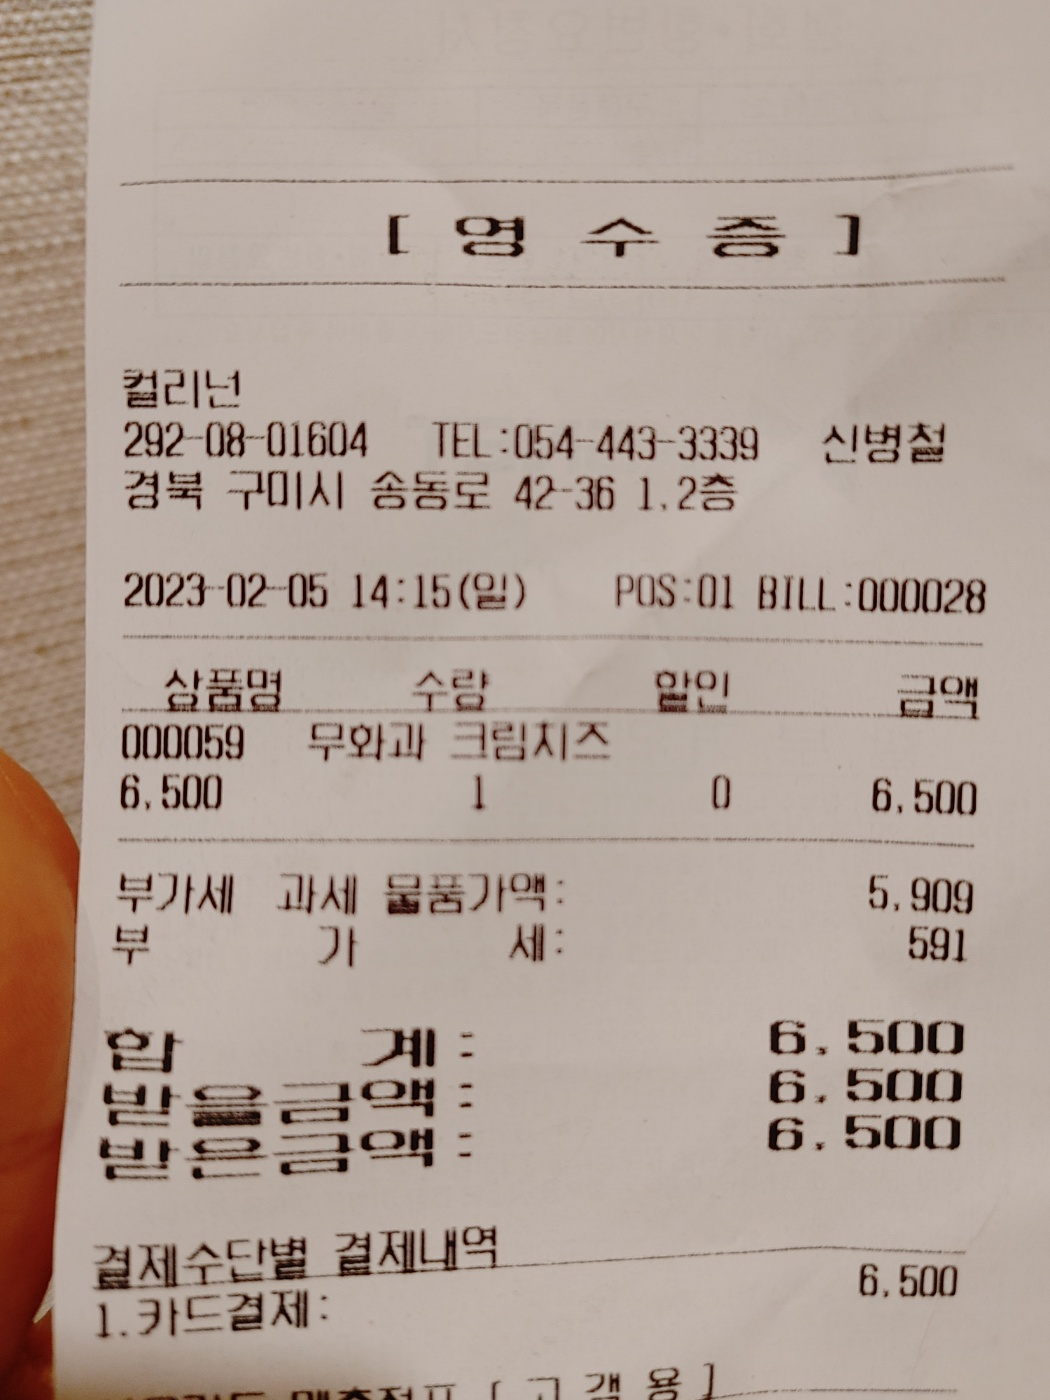 [ 영 수 증 ]
컬리넌
292-08-01604 TEL:054-443-3339 신병철
경북 구미시 송동로 42-36 1,2층
2023-02-05 14:15(일) POS:01 BILL:000028
상품명 수량 할인 금액
000059 무화과 크림치즈
6,500 1 0 6,500
부가세 과세 물품가액: 5,909
부 가 세: 591
합 계: 6,500
받을금액: 6,500
받은금액: 6,500
결제수단별 결제내역
1.카드결제: 6,500
[ 고 객 용 ]